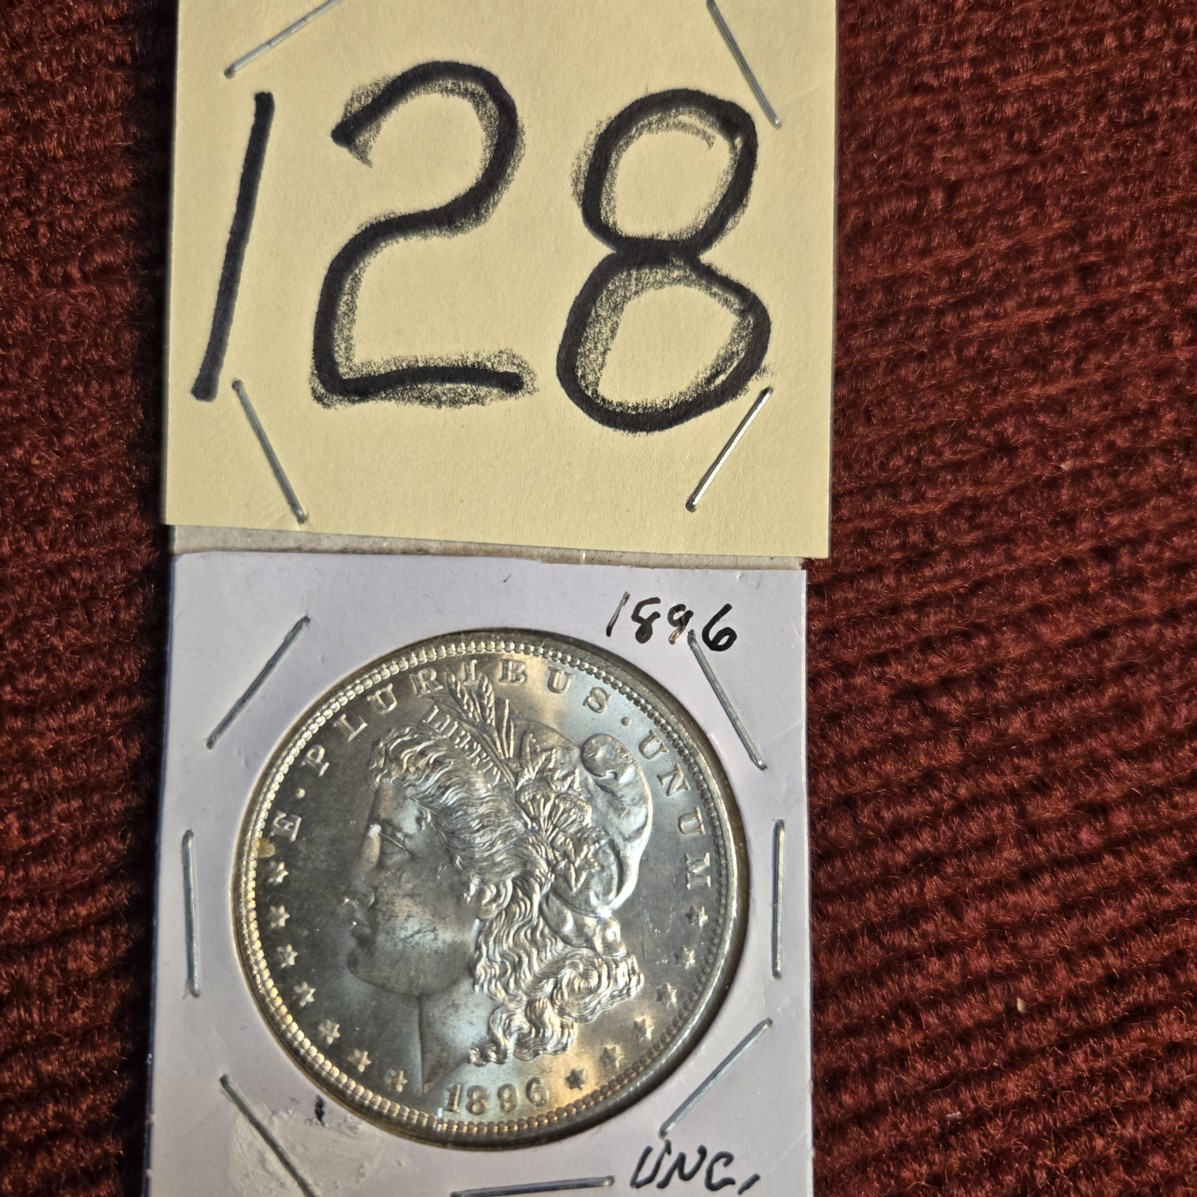 128
1896
E · PLURIBUS · UNUM
LIBERTY
1896
UNC.